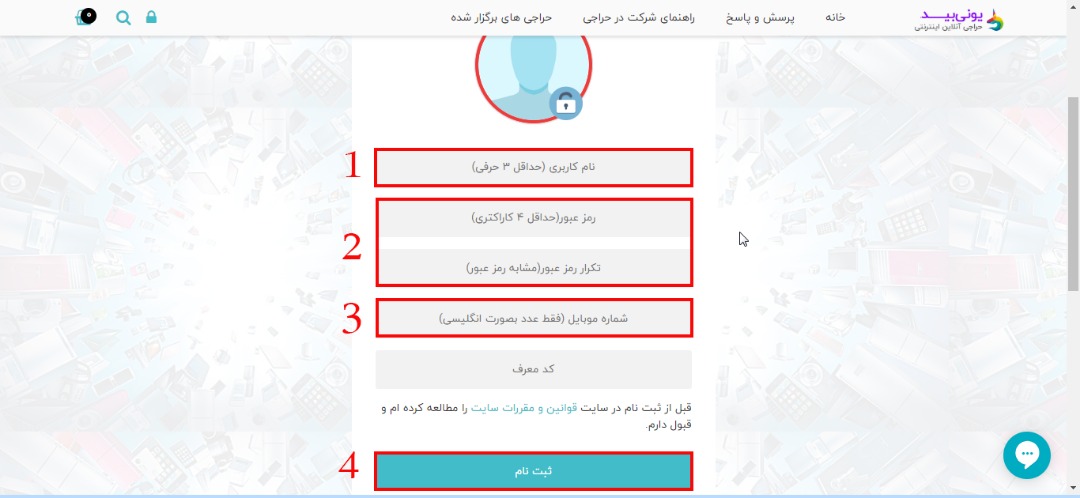 یونی‌بید
حراجی آنلاین اینترنتی
خانه
پرسش و پاسخ
راهنمای شرکت در حراجی
حراجی های برگزار شده
۰
1
نام کاربری (حداقل ۳ حرفی)
2
رمز عبور(حداقل ۴ کاراکتری)
تکرار رمز عبور(مشابه رمز عبور)
3
شماره موبایل (فقط عدد بصورت انگلیسی)
کد معرف
قبل از ثبت نام در سایت قوانین و مقررات سایت را مطالعه کرده ام و
قبول دارم.
4
ثبت نام